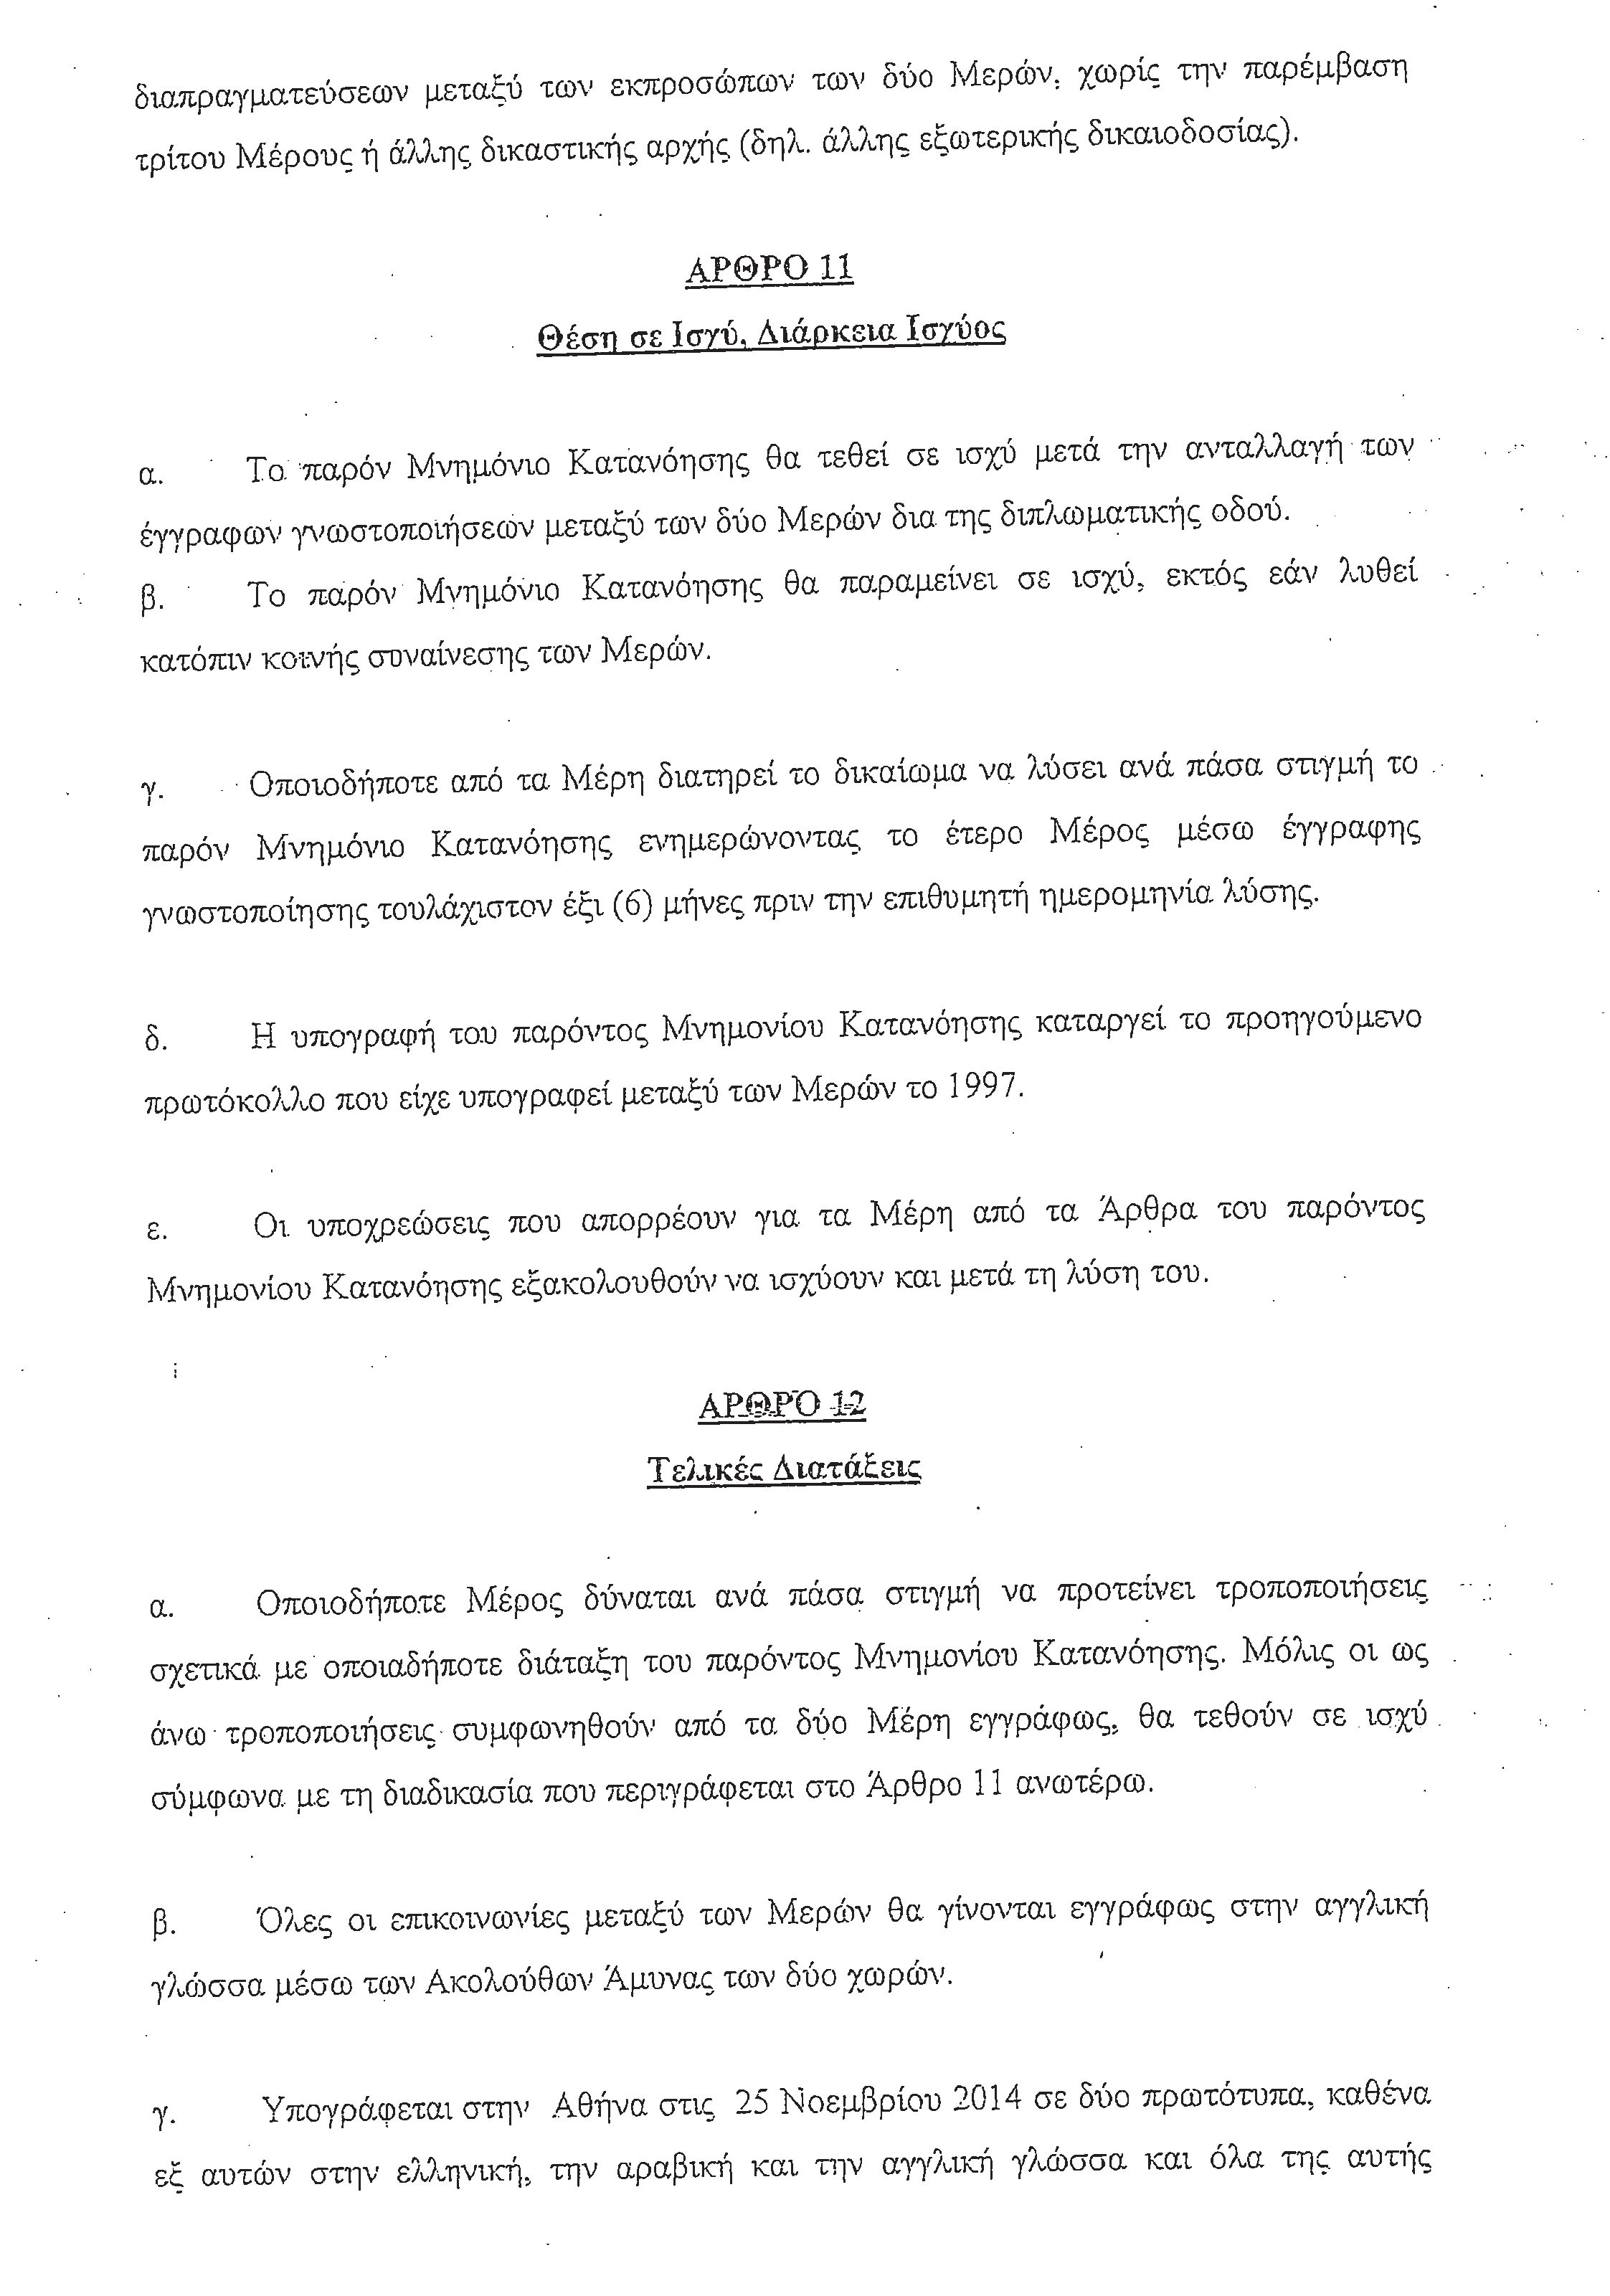 διαπραγματεύσεων μεταξύ των εκπροσώπων των δύο Μερών, χωρίς την παρέμβαση
τρίτου Μέρους ή άλλης δικαστικής αρχής (δηλ. άλλης εξωτερικής δικαιοδοσίας).
ΑΡΘΡΟ 11
Θέση σε Ισχύ, Διάρκεια Ισχύος
α. Το παρόν Μνημόνιο Κατανόησης θα τεθεί σε ισχύ μετά την ανταλλαγή των
έγγραφων γνωστοποιήσεων μεταξύ των δύο Μερών δια της διπλωματικής οδού.
β. Το παρόν Μνημόνιο Κατανόησης θα παραμείνει σε ισχύ, εκτός εάν λυθεί
κατόπιν κοινής συναίνεσης των Μερών.
γ. Οποιοδήποτε από τα Μέρη διατηρεί το δικαίωμα να λύσει ανά πάσα στιγμή το
παρόν Μνημόνιο Κατανόησης ενημερώνοντας το έτερο Μέρος μέσω έγγραφης
γνωστοποίησης τουλάχιστον έξι (6) μήνες πριν την επιθυμητή ημερομηνία λύσης.
δ. Η υπογραφή του παρόντος Μνημονίου Κατανόησης καταργεί το προηγούμενο
πρωτόκολλο που είχε υπογραφεί μεταξύ των Μερών το 1997.
ε. Οι υποχρεώσεις που απορρέουν για τα Μέρη από τα Άρθρα του παρόντος
Μνημονίου Κατανόησης εξακολουθούν να ισχύουν και μετά τη λύση του.
ΑΡΘΡΟ 12
Τελικές Διατάξεις
α. Οποιοδήποτε Μέρος δύναται ανά πάσα στιγμή να προτείνει τροποποιήσεις
σχετικά με οποιαδήποτε διάταξη του παρόντος Μνημονίου Κατανόησης. Μόλις οι ως
άνω τροποποιήσεις συμφωνηθούν από τα δύο Μέρη εγγράφως, θα τεθούν σε ισχύ
σύμφωνα με τη διαδικασία που περιγράφεται στο Άρθρο 11 ανωτέρω.
β. Όλες οι επικοινωνίες μεταξύ των Μερών θα γίνονται εγγράφως στην αγγλική
γλώσσα μέσω των Ακολούθων Άμυνας των δύο χωρών.
γ. Υπογράφεται στην Αθήνα στις 25 Νοεμβρίου 2014 σε δύο πρωτότυπα, καθένα
εξ αυτών στην ελληνική, την αραβική και την αγγλική γλώσσα και όλα της αυτής